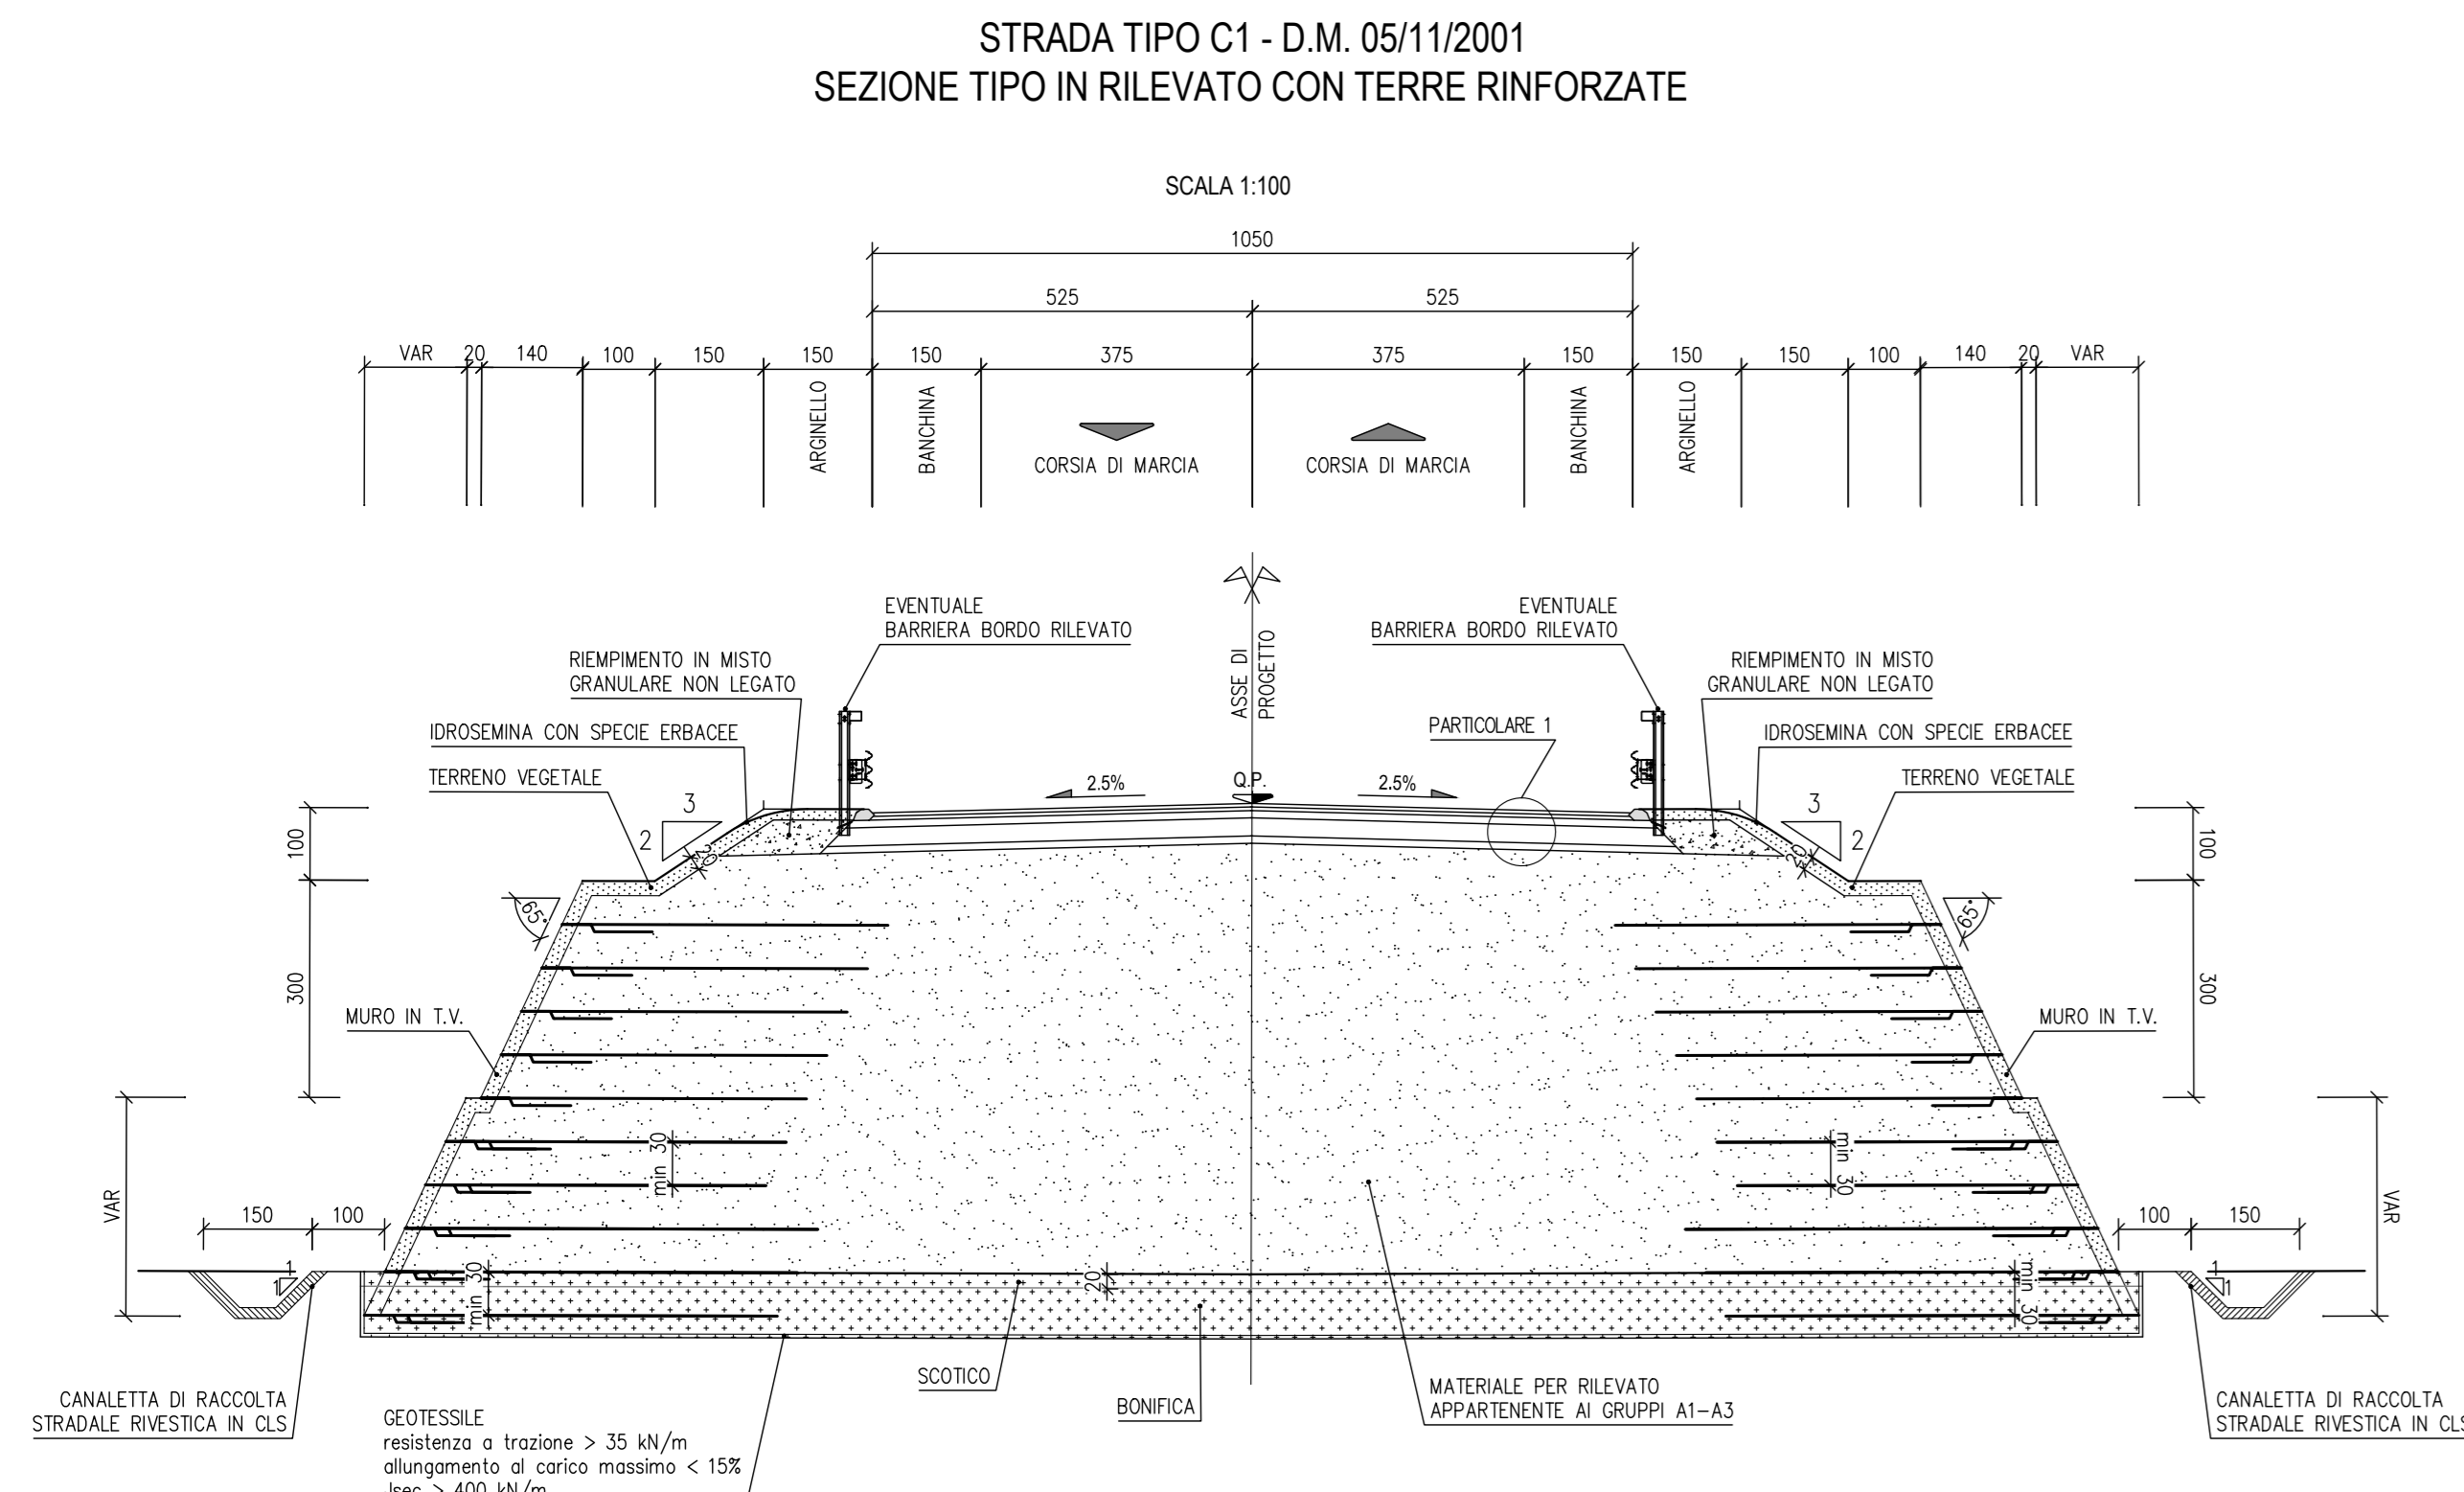 STRADA TIPO C1 - D.M. 05/11/2001
SEZIONE TIPO IN RILEVATO CON TERRE RINFORZATE
SCALA 1:100
1050
525 525
VAR 20 140 100 150 150 150 375 375 150 150 150 100 140 20 VAR
ARGINELLO
BANCHINA
CORSIA DI MARCIA
CORSIA DI MARCIA
BANCHINA
ARGINELLO
EVENTUALE
BARRIERA BORDO RILEVATO
EVENTUALE
BARRIERA BORDO RILEVATO
ASSE DI
PROGETTO
RIEMPIMENTO IN MISTO
GRANULARE NON LEGATO
RIEMPIMENTO IN MISTO
GRANULARE NON LEGATO
IDROSEMINA CON SPECIE ERBACEE
PARTICOLARE 1
IDROSEMINA CON SPECIE ERBACEE
TERRENO VEGETALE
2.5%
Q.P.
2.5%
TERRENO VEGETALE
3
2
20
3
2
20
100
100
65°
65°
300
300
MURO IN T.V.
MURO IN T.V.
min 30
min 30
VAR
VAR
150 100
100 150
1
1
1
1
min 30
20
min 30
SCOTICO
BONIFICA
MATERIALE PER RILEVATO
APPARTENENTE AI GRUPPI A1-A3
CANALETTA DI RACCOLTA
STRADALE RIVESTICA IN CLS
CANALETTA DI RACCOLTA
STRADALE RIVESTICA IN CLS
GEOTESSILE
resistenza a trazione > 35 kN/m
allungamento al carico massimo < 15%
Jsec > 400 kN/m